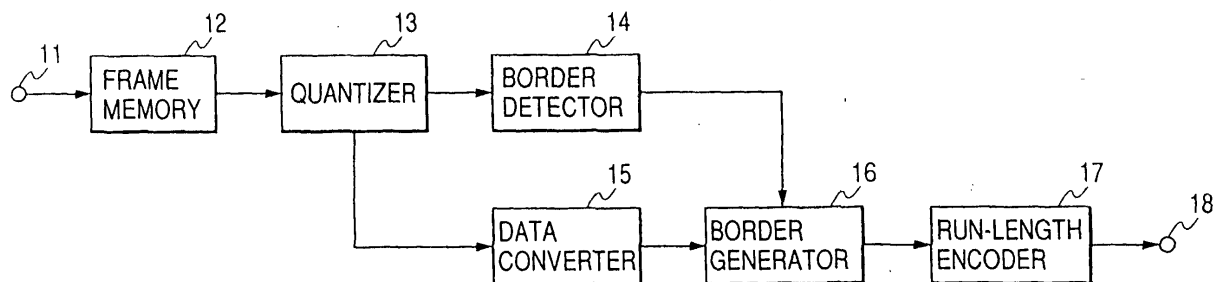 11
12
FRAME
MEMORY
13
QUANTIZER
14
BORDER
DETECTOR
15
DATA
CONVERTER
16
BORDER
GENERATOR
17
RUN-LENGTH
ENCODER
18